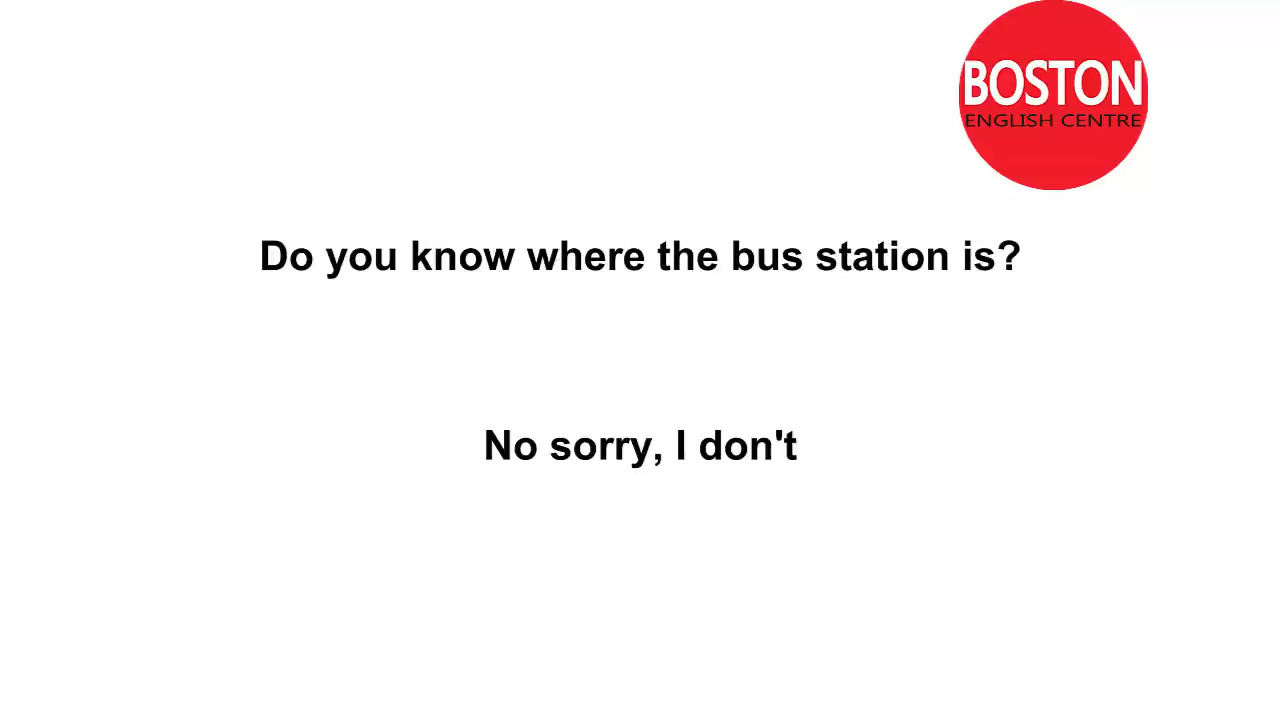 BOSTON
ENGLISH CENTRE
Do you know where the bus station is?
No sorry, I don't